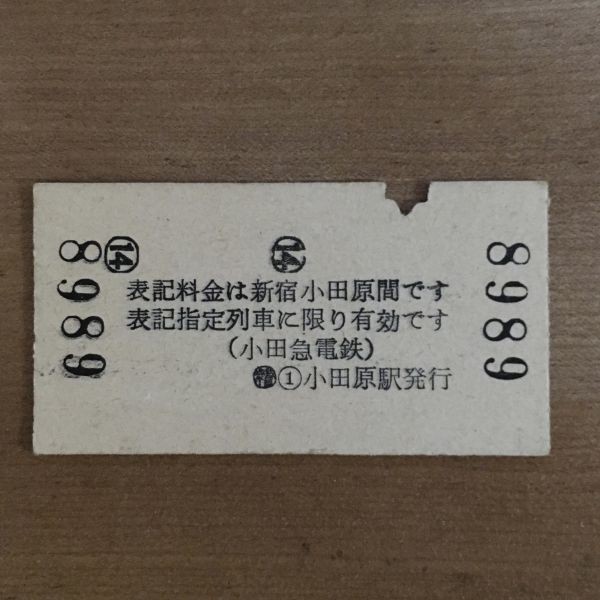 8989
⑭
表記料金は新宿小田原間です
表記指定列車に限り有効です
(小田急電鉄)
①小田原駅発行
8989